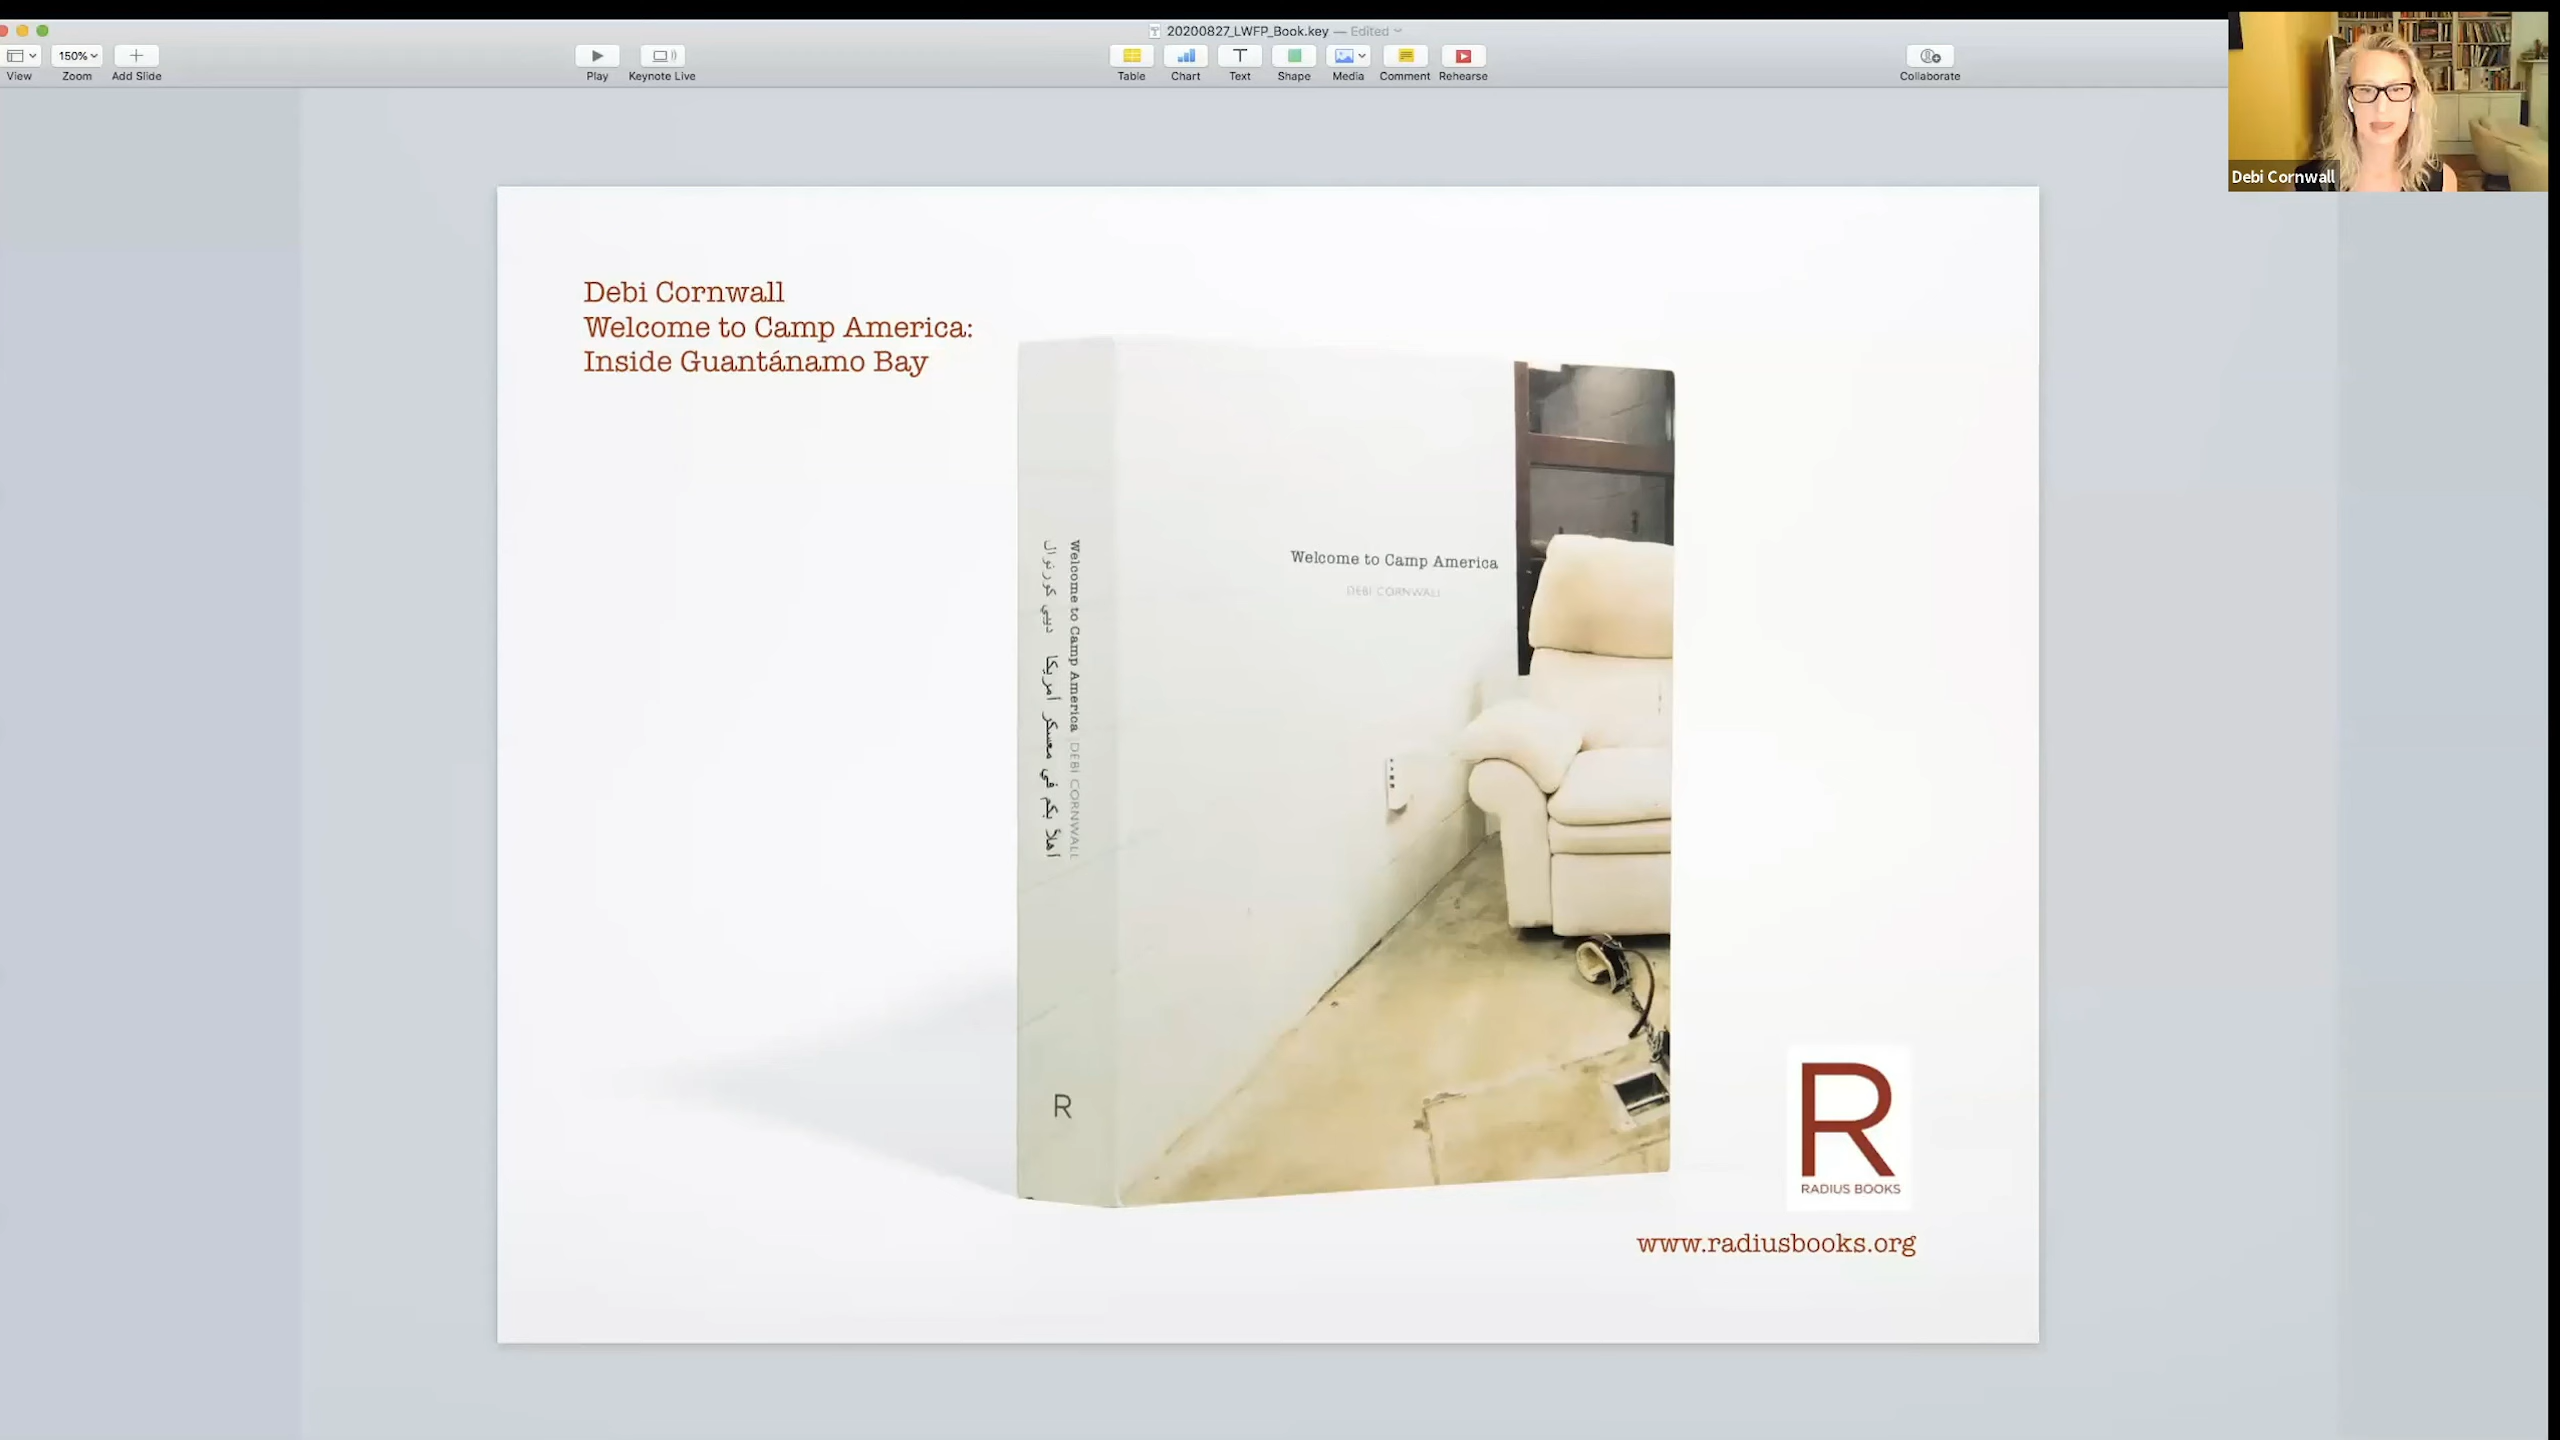 20200827_LWFP_Book.key — Edited
150%
View
Zoom
Add Slide
Play
Keynote Live
Table
Chart
Text
Shape
Media
Comment
Rehearse
Collaborate
Debi Cornwall
Debi Cornwall
Welcome to Camp America:
Inside Guantánamo Bay
Welcome to Camp America
DEBI CORNWALL
Welcome to Camp America DEBI CORNWALL
أهلاً بكم في معسكر أمريكا ديبي كورنوال
R
R
RADIUS BOOKS
www.radiusbooks.org